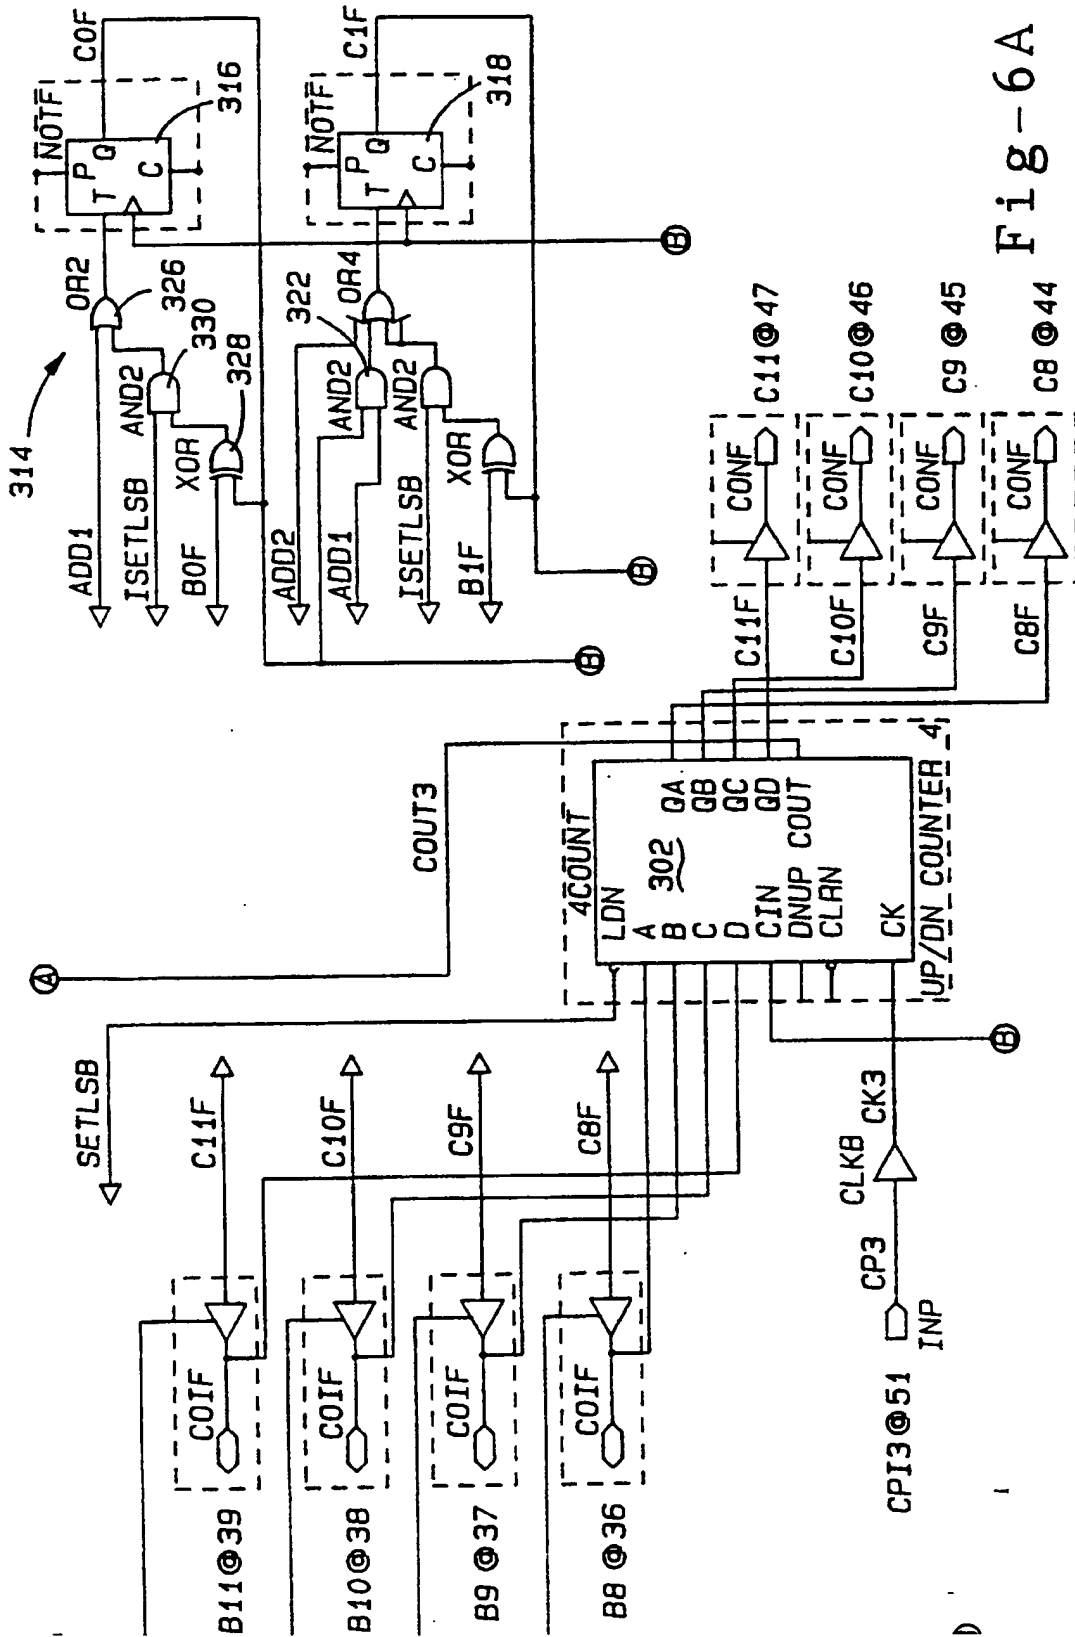 314
ADD1
OR2
326
NOTF
T
P
Q
C
C0F
316
ISETLSB
AND2
330
B0F
XOR
328
ADD2
322
OR4
NOTF
T
P
Q
C
C1F
318
ADD1
AND2
ISETLSB
AND2
B1F
XOR
B
B
B
A
SETLSB
COUT3
B11@39
COIF
C11F
B10@38
COIF
C10F
B9@37
COIF
C9F
B8@36
COIF
C8F
4COUNT
LDN
A
B
C
D
CIN
DNUP
CLRN
CK
302
QA
QB
QC
QD
COUT
UP/DN COUNTER 4
B
CPI3@51
INP
CP3
CLKB
CK3
C11F
CONF
C11@47
C10F
CONF
C10@46
C9F
CONF
C9@45
C8F
CONF
C8@44
Fig-6A